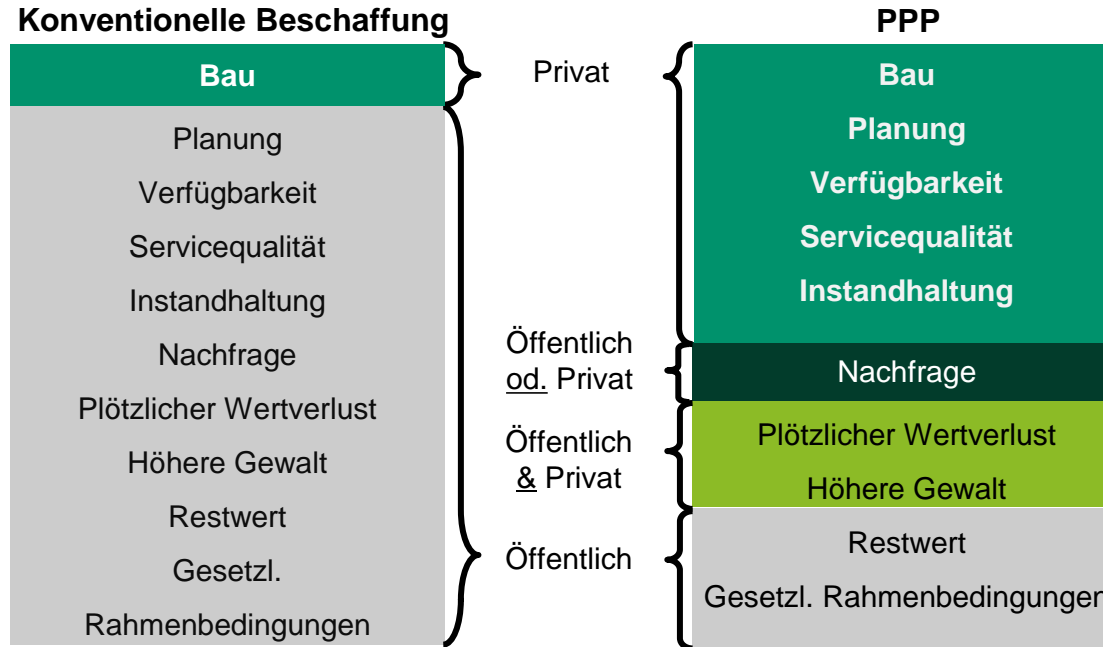 Konventionelle Beschaffung
Bau
Planung
Verfügbarkeit
Servicequalität
Instandhaltung
Nachfrage
Plötzlicher Wertverlust
Höhere Gewalt
Restwert
Gesetzl.
Rahmenbedingungen
Privat
Öffentlich
od. Privat
Öffentlich
& Privat
Öffentlich
PPP
Bau
Planung
Verfügbarkeit
Servicequalität
Instandhaltung
Nachfrage
Plötzlicher Wertverlust
Höhere Gewalt
Restwert
Gesetzl. Rahmenbedingungen